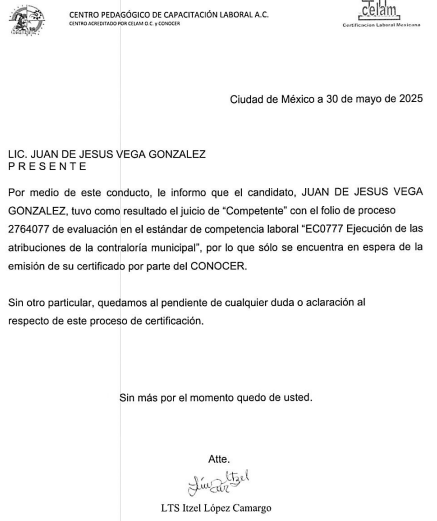 CENTRO PEDAGÓGICO DE CAPACITACIÓN LABORAL A.C.
CENTRO ACREDITADO POR CELAM O.C. y CONOCER
celam
Certificación Laboral Mexicana
Ciudad de México a 30 de mayo de 2025
LIC. JUAN DE JESUS VEGA GONZALEZ
P R E S E N T E
Por medio de este conducto, le informo que el candidato, JUAN DE JESUS VEGA
GONZALEZ, tuvo como resultado el juicio de “Competente” con el folio de proceso
2764077 de evaluación en el estándar de competencia laboral “EC0777 Ejecución de las
atribuciones de la contraloría municipal”, por lo que sólo se encuentra en espera de la
emisión de su certificado por parte del CONOCER.
Sin otro particular, quedamos al pendiente de cualquier duda o aclaración al
respecto de este proceso de certificación.
Sin más por el momento quedo de usted.
Atte.
Itzel
LTS Itzel López Camargo